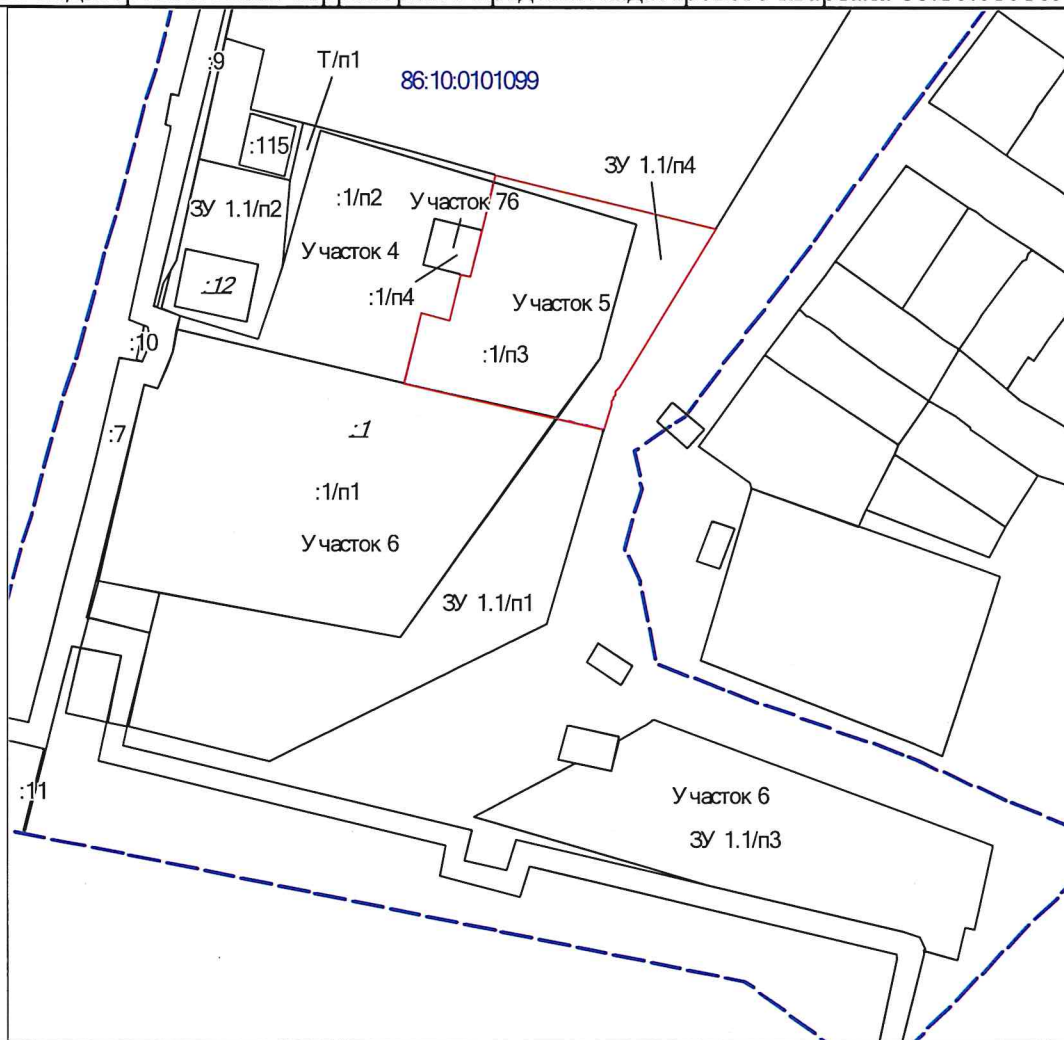 :9
Т/п1
86:10:0101099
:115
ЗУ 1.1/п4
:1/п2
Участок 76
ЗУ 1.1/п2
Участок 4
:12
:1/п4
Участок 5
:10
:1/п3
:1
:7
:1/п1
Участок 6
ЗУ 1.1/п1
:11
Участок 6
ЗУ 1.1/п3